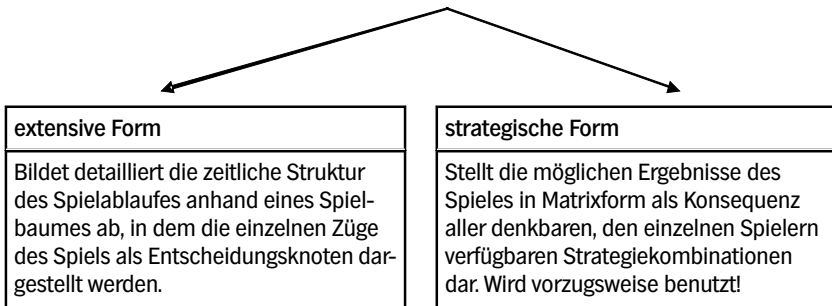 extensive Form
Bildet detailliert die zeitliche Struktur
des Spielablaufes anhand eines Spiel-
baumes ab, in dem die einzelnen Züge
des Spiels als Entscheidungsknoten dar-
gestellt werden.
strategische Form
Stellt die möglichen Ergebnisse des
Spieles in Matrixform als Konsequenz
aller denkbaren, den einzelnen Spielern
verfügbaren Strategiekombinationen
dar. Wird vorzugsweise benutzt!